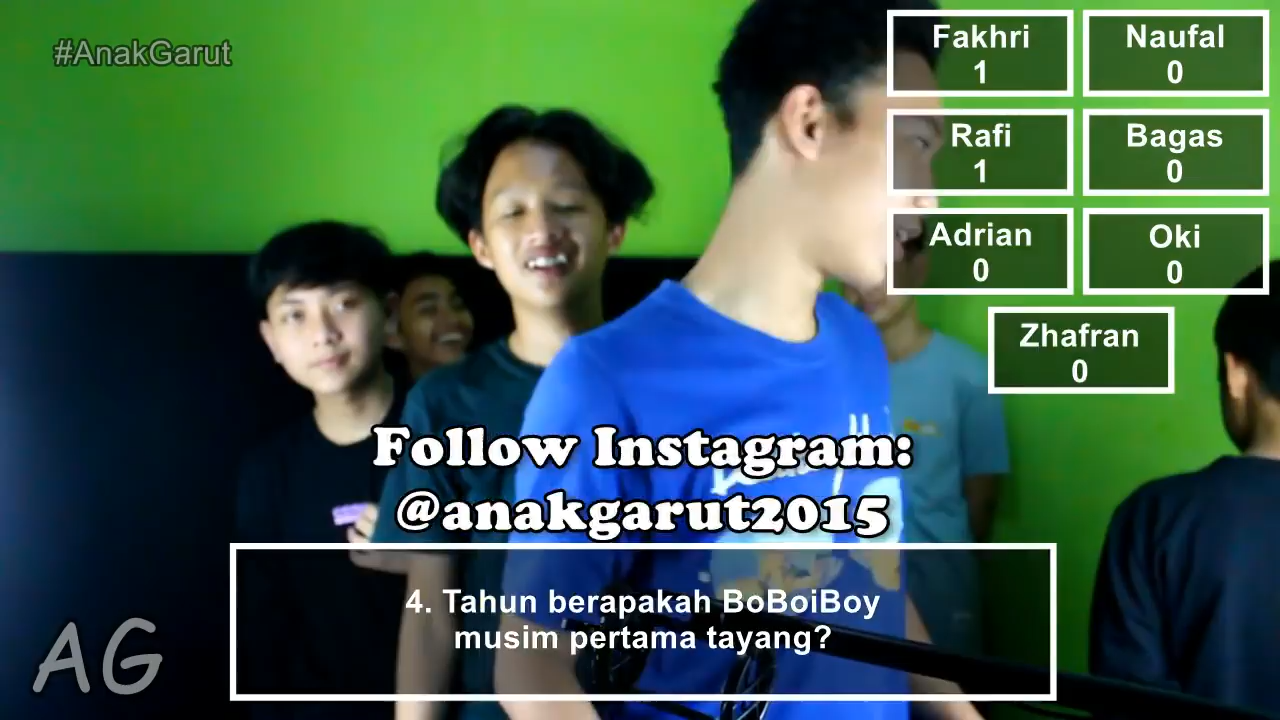 #AnakGarut
Fakhri
1
Naufal
0
Rafi
1
Bagas
0
Adrian
0
Oki
0
Zhafran
0
Follow Instagram:
@anakgarut2015
4. Tahun berapakah BoBoiBoy
musim pertama tayang?
AG